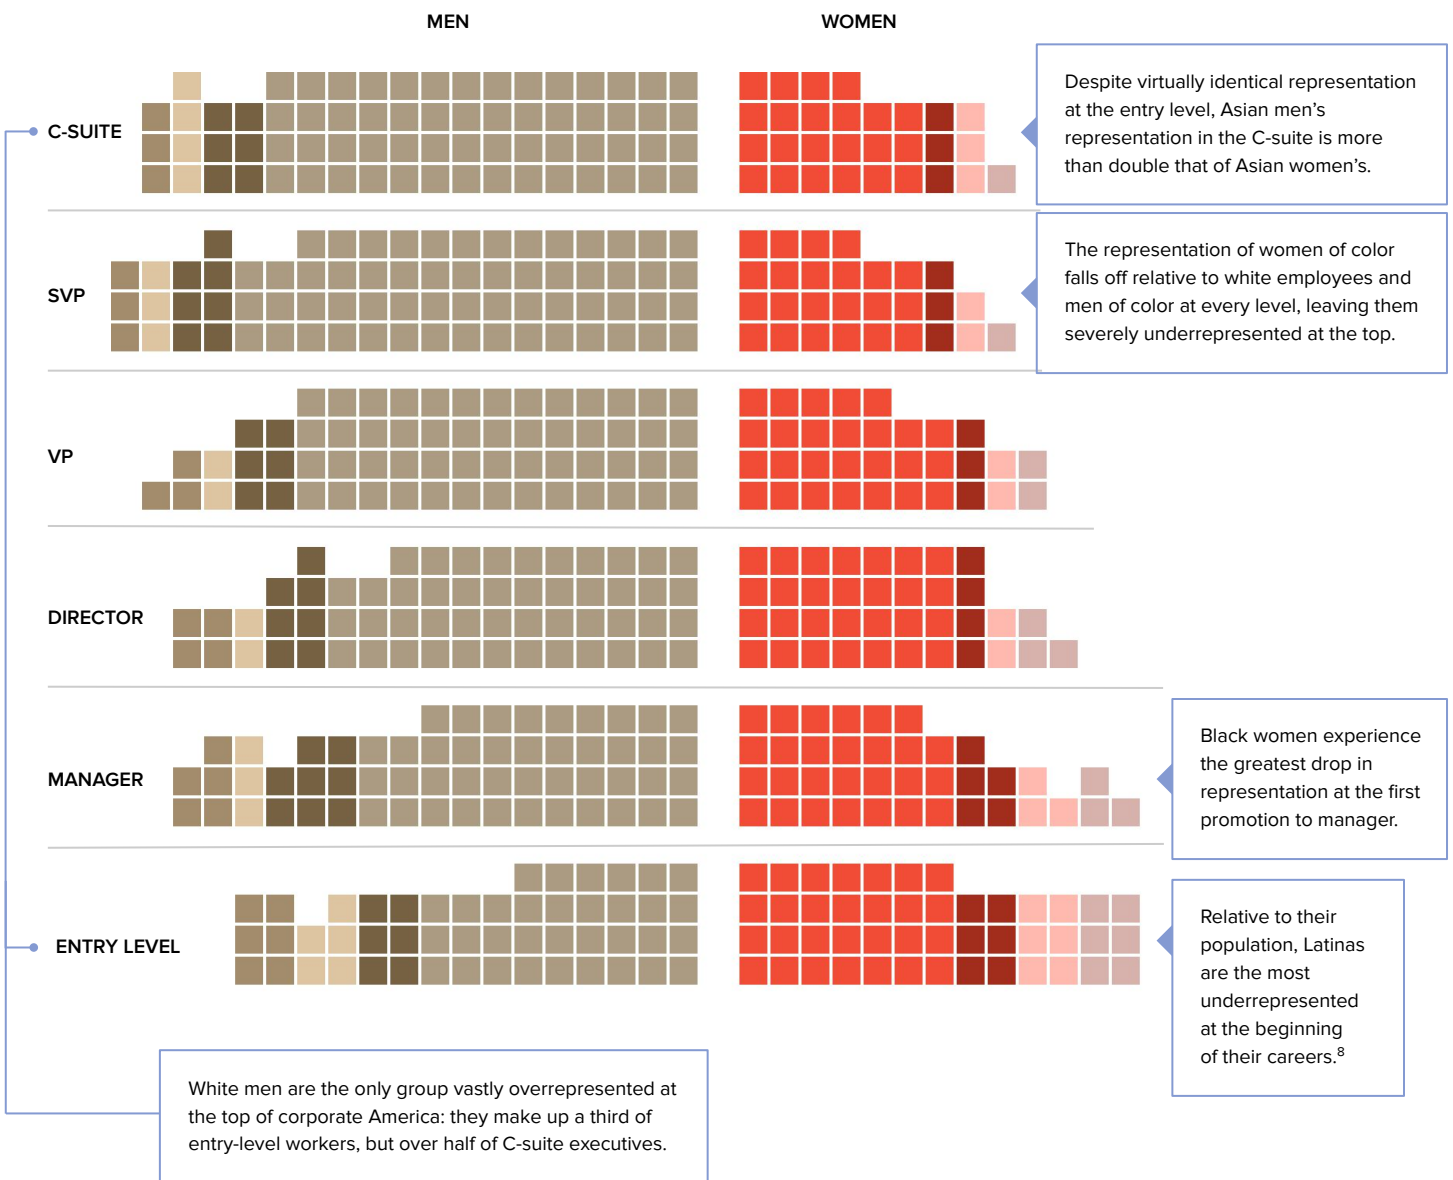 MEN
WOMEN
C-SUITE
Despite virtually identical representation
at the entry level, Asian men’s
representation in the C-suite is more
than double that of Asian women’s.
SVP
The representation of women of color
falls off relative to white employees and
men of color at every level, leaving them
severely underrepresented at the top.
VP
DIRECTOR
MANAGER
Black women experience
the greatest drop in
representation at the first
promotion to manager.
ENTRY LEVEL
Relative to their
population, Latinas
are the most
underrepresented
at the beginning
of their careers.⁸
White men are the only group vastly overrepresented at
the top of corporate America: they make up a third of
entry-level workers, but over half of C-suite executives.